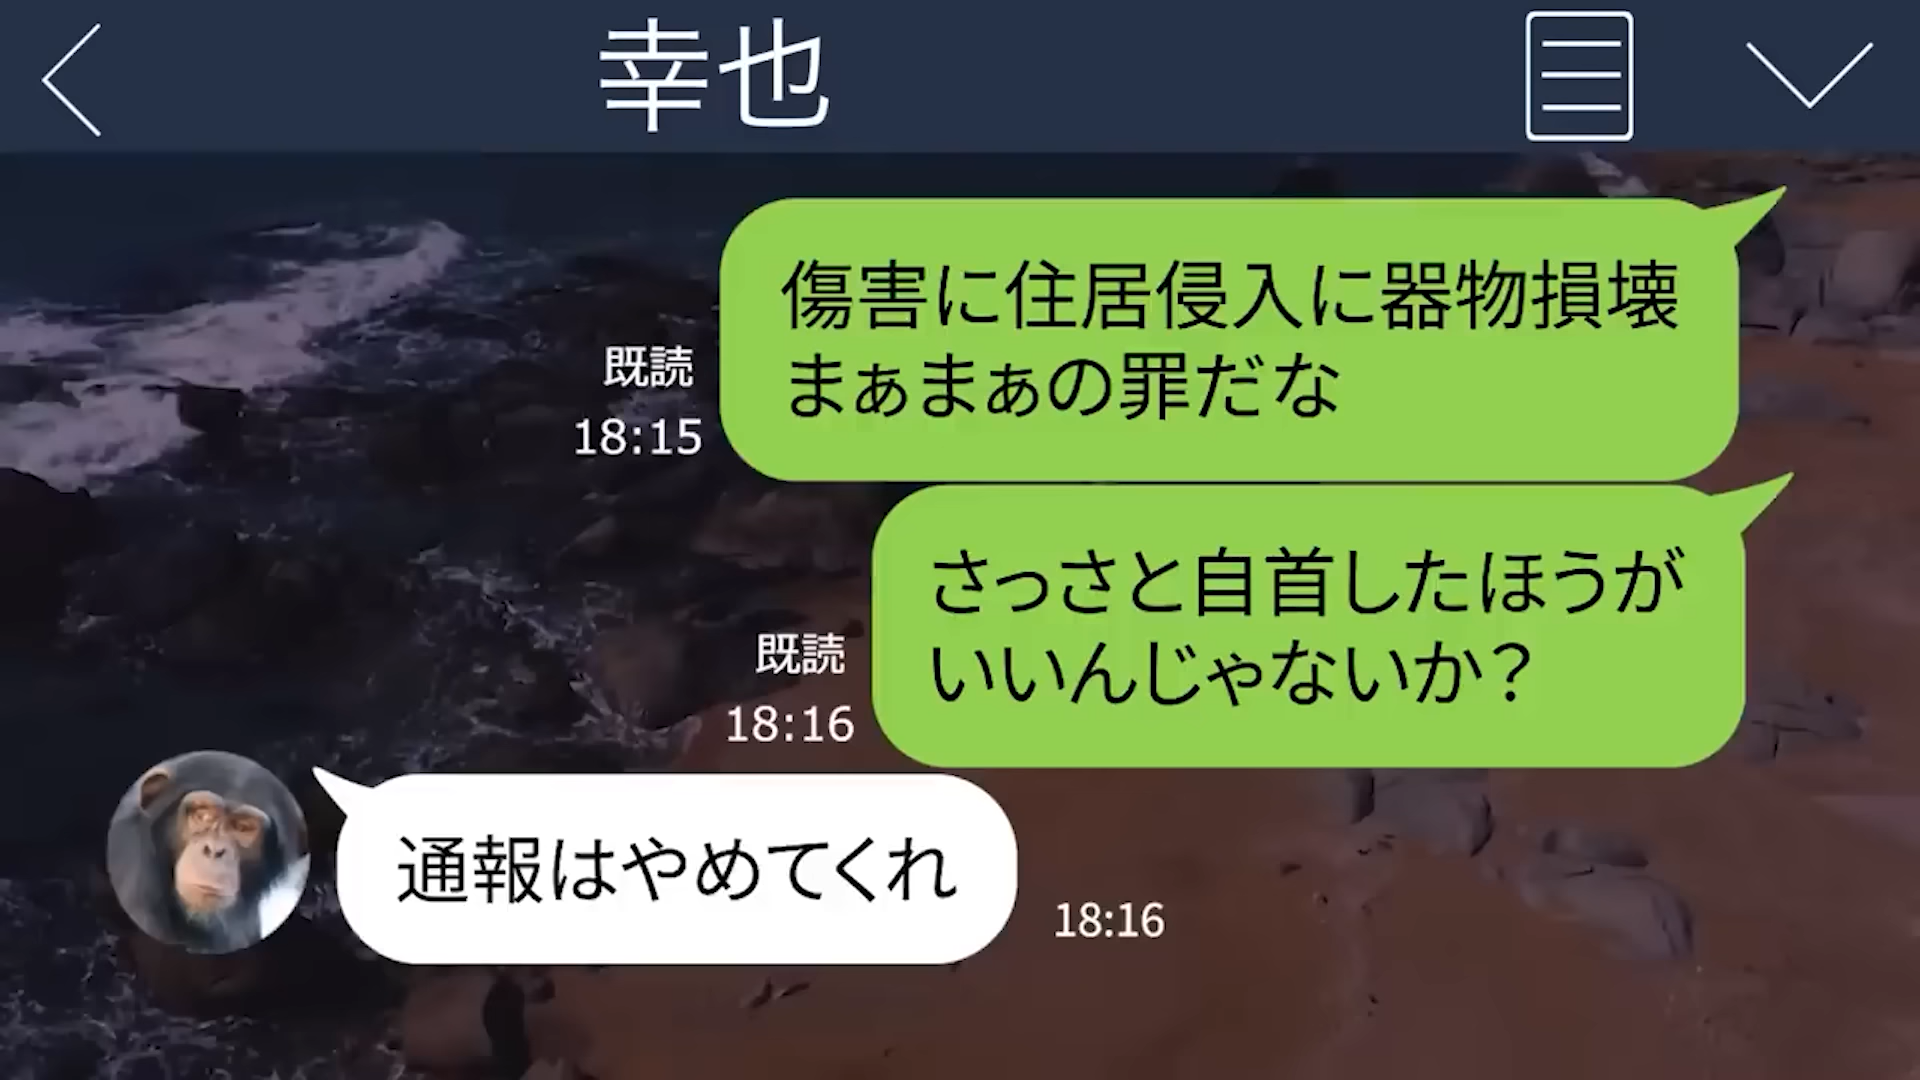 幸也
傷害に住居侵入に器物損壊
まぁまぁの罪だな
既読
18:15
さっさと自首したほうが
いいんじゃないか？
既読
18:16
通報はやめてくれ
18:16